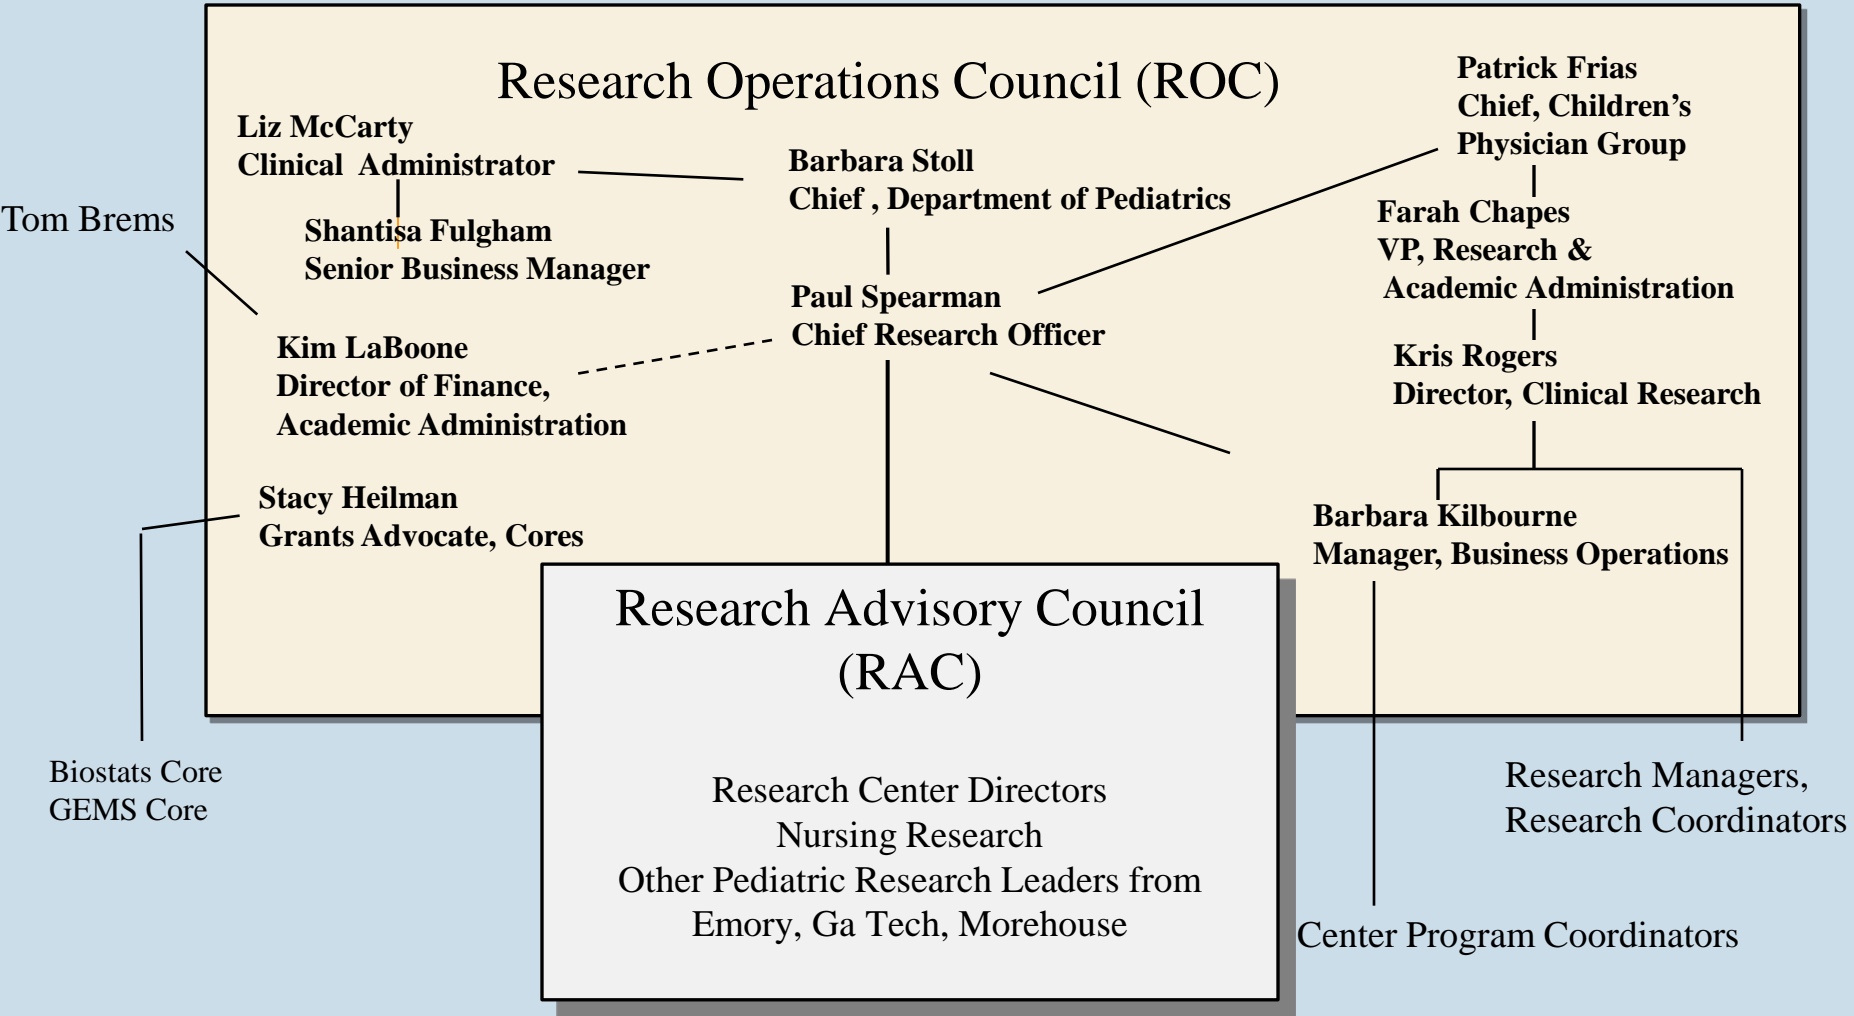 Research Operations Council (ROC)
Liz McCarty
Clinical  Administrator
Shantisa Fulgham
Senior Business Manager
Tom Brems
Kim LaBoone
Director of Finance,
Academic Administration
Stacy Heilman
Grants Advocate, Cores
Biostats Core
GEMS Core
Barbara Stoll
Chief , Department of Pediatrics
Paul Spearman
Chief Research Officer
Patrick Frias
Chief, Children’s
Physician Group
Farah Chapes
VP, Research &
Academic Administration
Kris Rogers
Director, Clinical Research
Barbara Kilbourne
Manager, Business Operations
Research Advisory Council
(RAC)
Research Center Directors
Nursing Research
Other Pediatric Research Leaders from
Emory, Ga Tech, Morehouse
Research Managers,
Research Coordinators
Center Program Coordinators